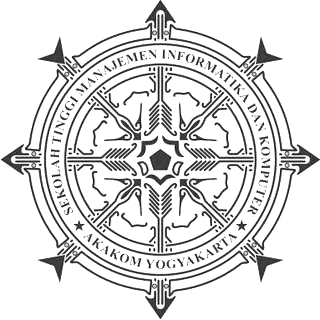 SEKOLAH TINGGI MANAJEMEN INFORMATIKA DAN KOMPUTER
★ AKAKOM YOGYAKARTA ★